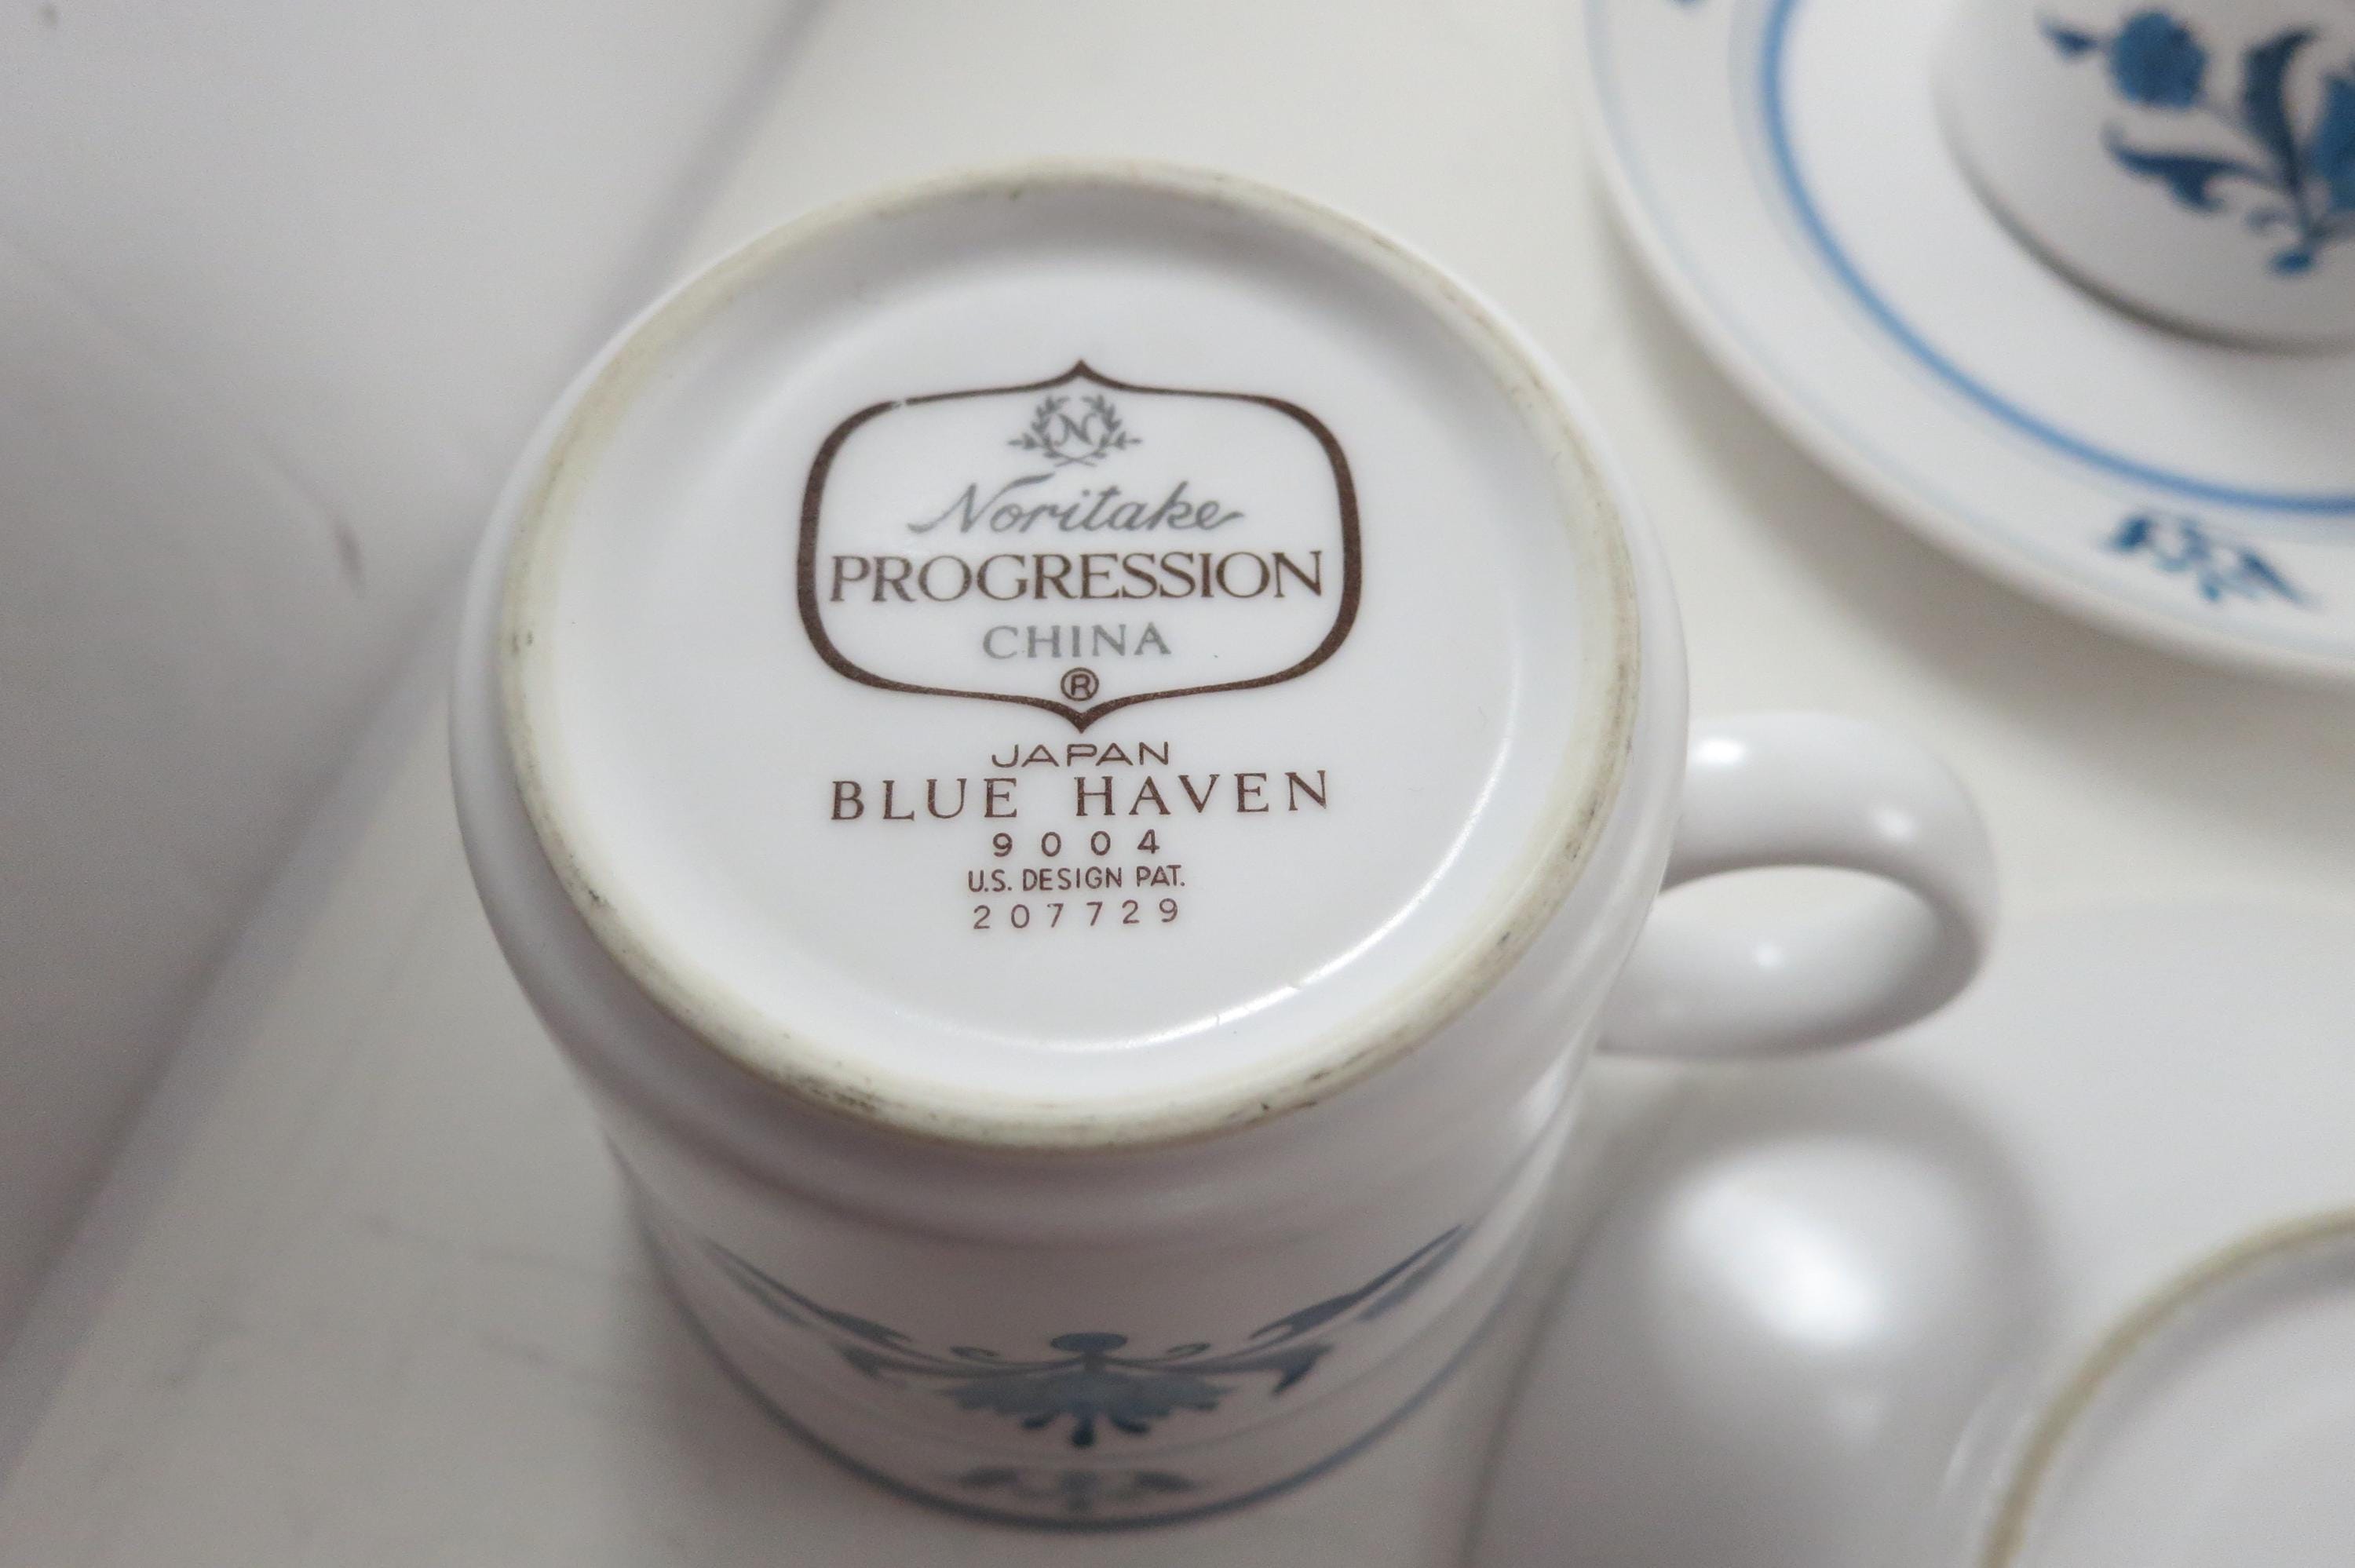 N
Noritake
PROGRESSION
CHINA
®
JAPAN
BLUE HAVEN
9004
U.S. DESIGN PAT.
207729